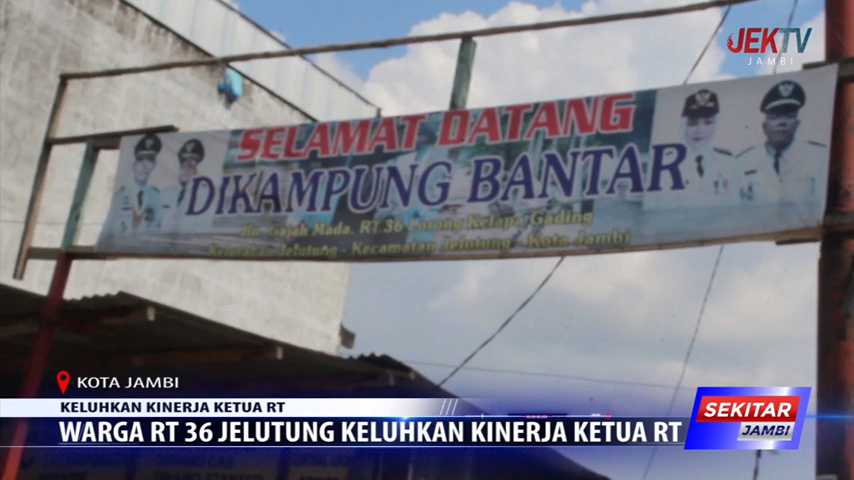 JEKTV
JAMBI
SELAMAT DATANG
DIKAMPUNG BANTAR
Jln. Gajah Mada, RT 36 Lorong Kelapa Gading
Kelurahan Jelutung - Kecamatan Jelutung - Kota Jambi
KOTA JAMBI
KELUHKAN KINERJA KETUA RT
WARGA RT 36 JELUTUNG KELUHKAN KINERJA KETUA RT
SEKITAR
JAMBI